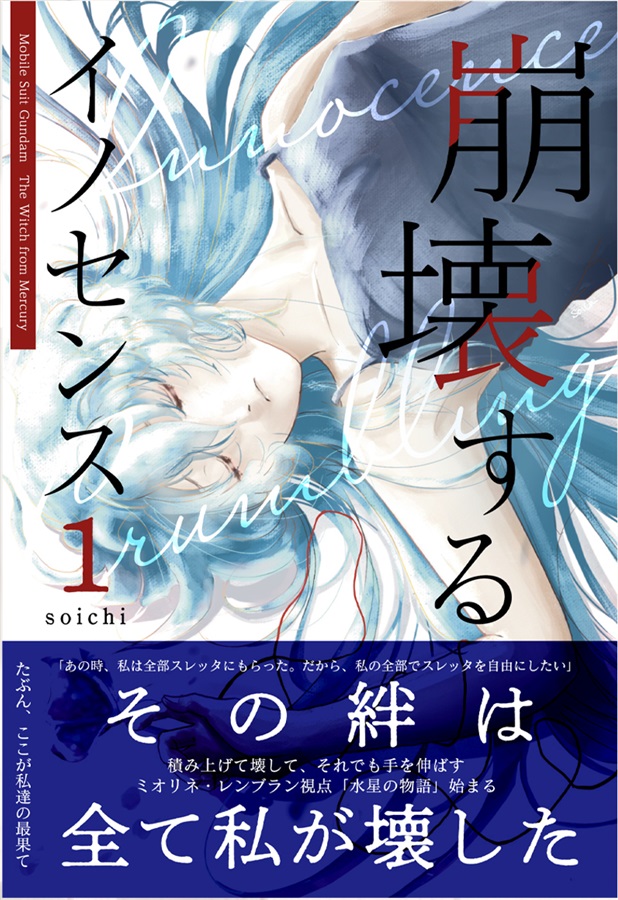 崩壊する
イノセンス
1
soichi
Mobile Suit Gundam The Witch from Mercury
Innocence
Crumbling
「あの時、私は全部スレッタにもらった。だから、私の全部でスレッタを自由にしたい」
その絆は
積み上げて壊して、それでも手を伸ばす
ミオリネ・レンブラン視点「水星の物語」始まる
全て私が壊した
たぶん、ここが私達の最果て